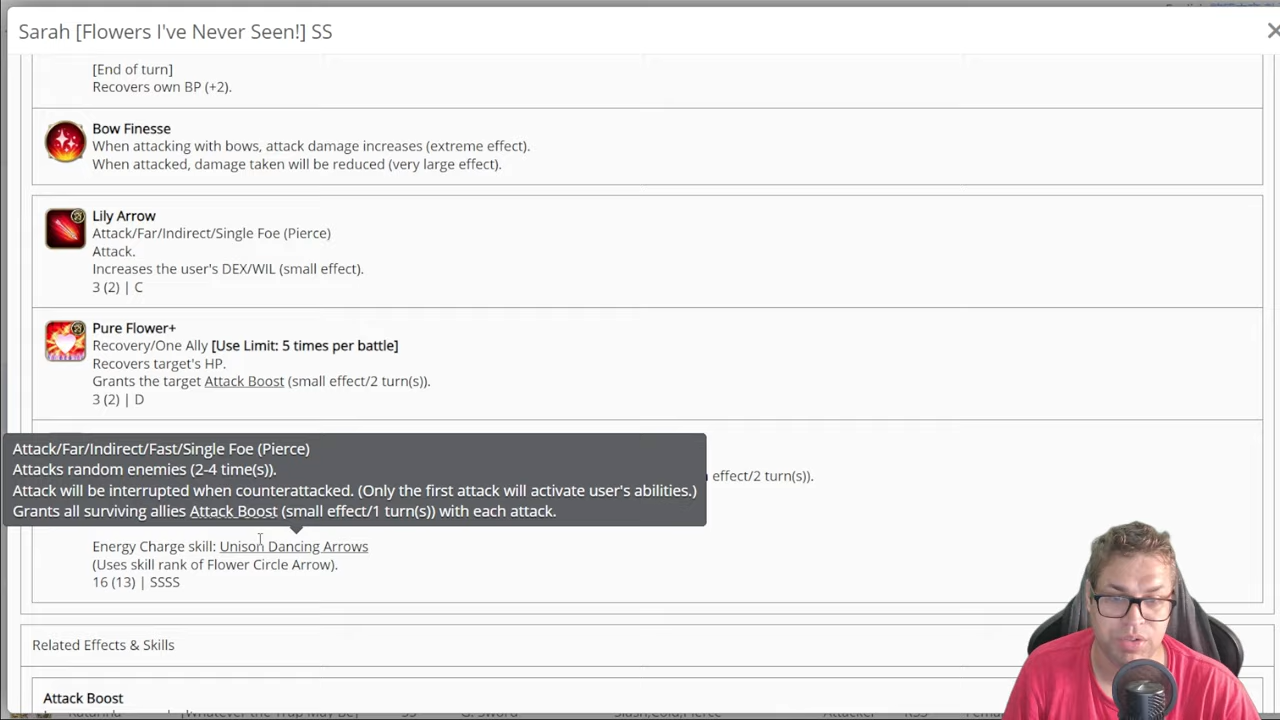 Sarah [Flowers I've Never Seen!] SS
[End of turn]
Recovers own BP (+2).
Bow Finesse
When attacking with bows, attack damage increases (extreme effect).
When attacked, damage taken will be reduced (very large effect).
Lily Arrow
Attack/Far/Indirect/Single Foe (Pierce)
Attack.
Increases the user's DEX/WIL (small effect).
3 (2) | C
Pure Flower+
Recovery/One Ally [Use Limit: 5 times per battle]
Recovers target's HP.
Grants the target Attack Boost (small effect/2 turn(s)).
3 (2) | D
Attack/Far/Indirect/Fast/Single Foe (Pierce)
Attacks random enemies (2-4 time(s)).
effect/2 turn(s)).
Attack will be interrupted when counterattacked. (Only the first attack will activate user's abilities.)
Grants all surviving allies Attack Boost (small effect/1 turn(s)) with each attack.
Energy Charge skill: Unison Dancing Arrows
(Uses skill rank of Flower Circle Arrow).
16 (13) | SSSS
Related Effects & Skills
Attack Boost